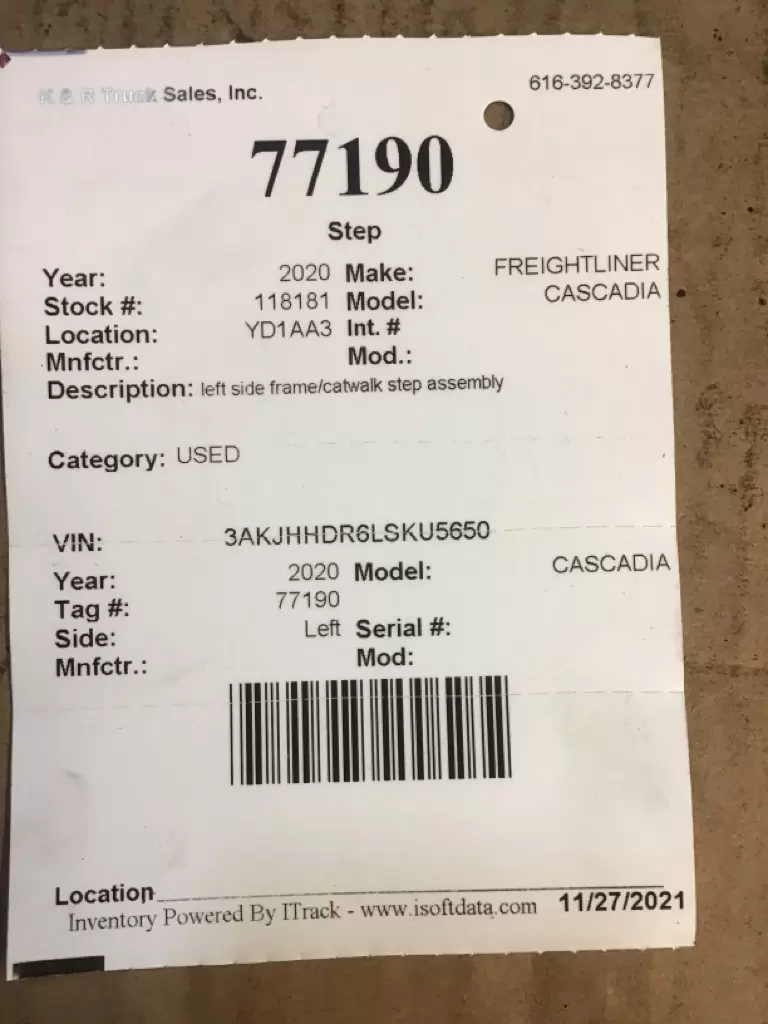 K & R Truck Sales, Inc. 616-392-8377
77190
Step
Year: 2020 Make: FREIGHTLINER
Stock #: 118181 Model: CASCADIA
Location: YD1AA3 Int. #
Mnfctr.: Mod.:
Description: left side frame/catwalk step assembly
Category: USED
VIN: 3AKJHHDR6LSKU5650
Year: 2020 Model: CASCADIA
Tag #: 77190
Side: Left Serial #:
Mnfctr.: Mod:
Location
Inventory Powered By ITrack - www.isoftdata.com 11/27/2021